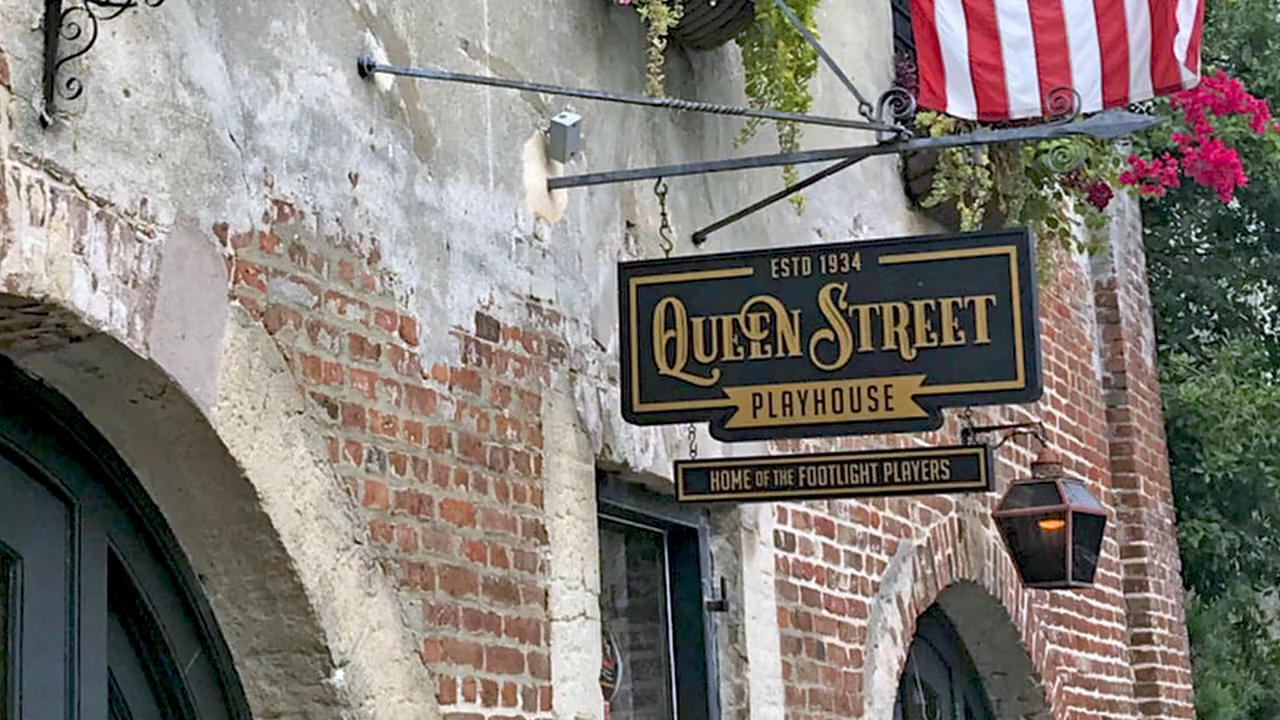 ESTD 1934
QUEEN STREET
PLAYHOUSE
HOME OF THE FOOTLIGHT PLAYERS